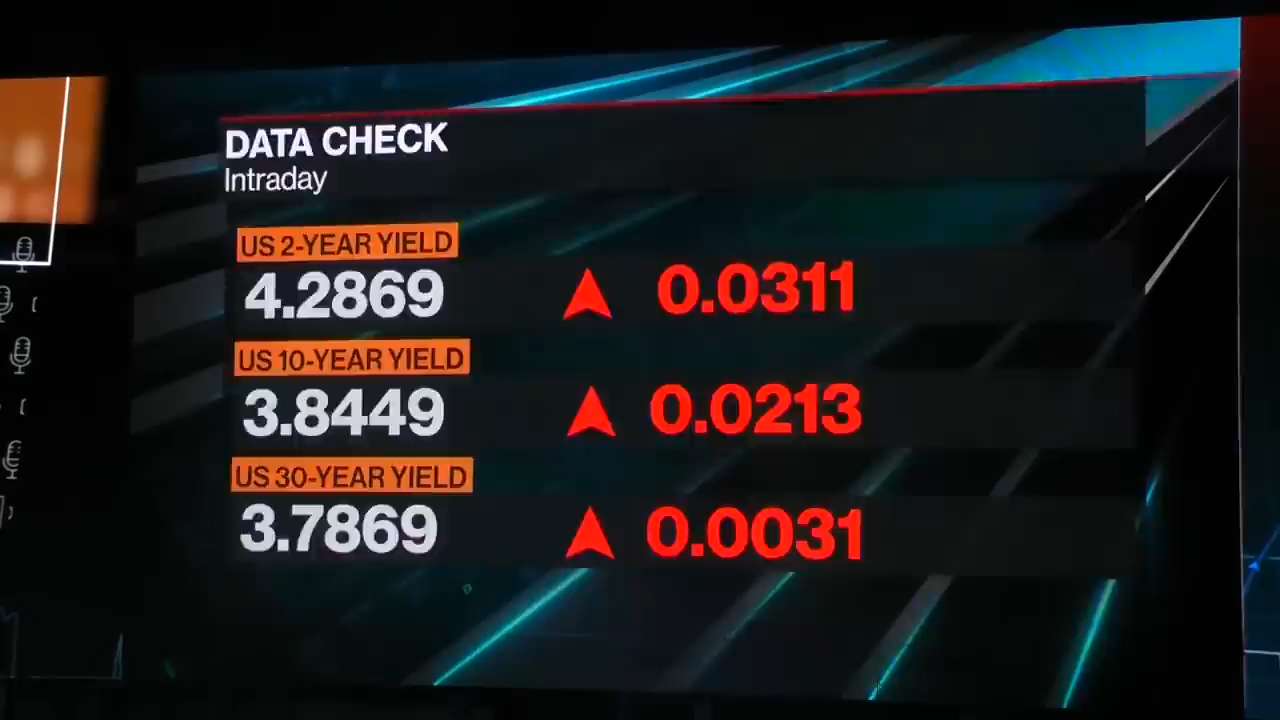 DATA CHECK
Intraday
US 2-YEAR YIELD
4.2869 ▲ 0.0311
US 10-YEAR YIELD
3.8449 ▲ 0.0213
US 30-YEAR YIELD
3.7869 ▲ 0.0031